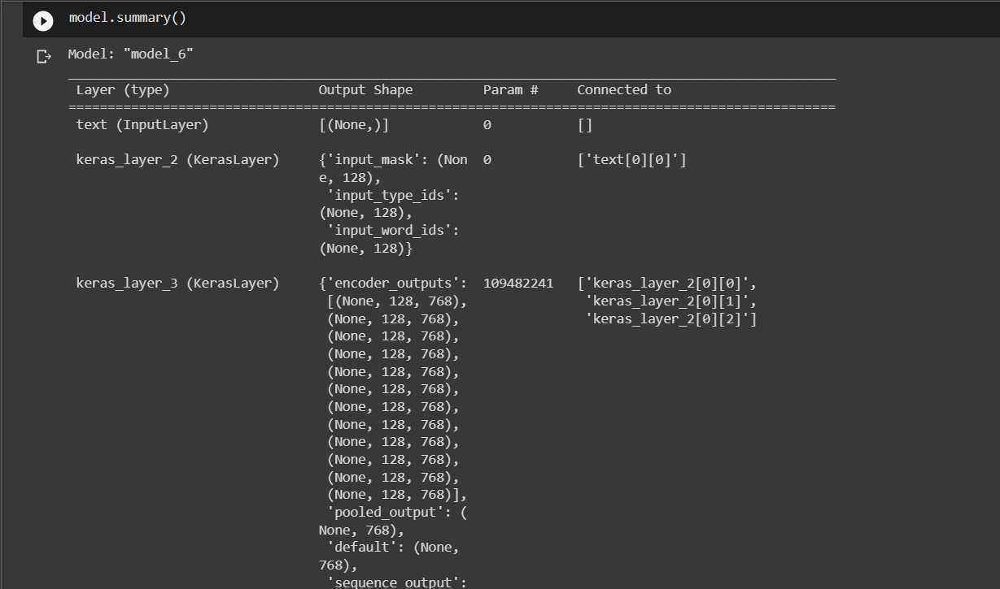 model.summary()
Model: "model_6"
Layer (type) Output Shape Param # Connected to
text (InputLayer) [(None,)] 0 []
keras_layer_2 (KerasLayer) {'input_mask': (Non 0 ['text[0][0]']
e, 128),
'input_type_ids':
(None, 128),
'input_word_ids':
(None, 128)}
keras_layer_3 (KerasLayer) {'encoder_outputs': 109482241 ['keras_layer_2[0][0]',
[(None, 128, 768), 'keras_layer_2[0][1]',
(None, 128, 768), 'keras_layer_2[0][2]']
(None, 128, 768),
(None, 128, 768),
(None, 128, 768),
(None, 128, 768),
(None, 128, 768),
(None, 128, 768),
(None, 128, 768),
(None, 128, 768),
(None, 128, 768),
(None, 128, 768)],
'pooled_output': (
None, 768),
'default': (None,
768),
'sequence_output':